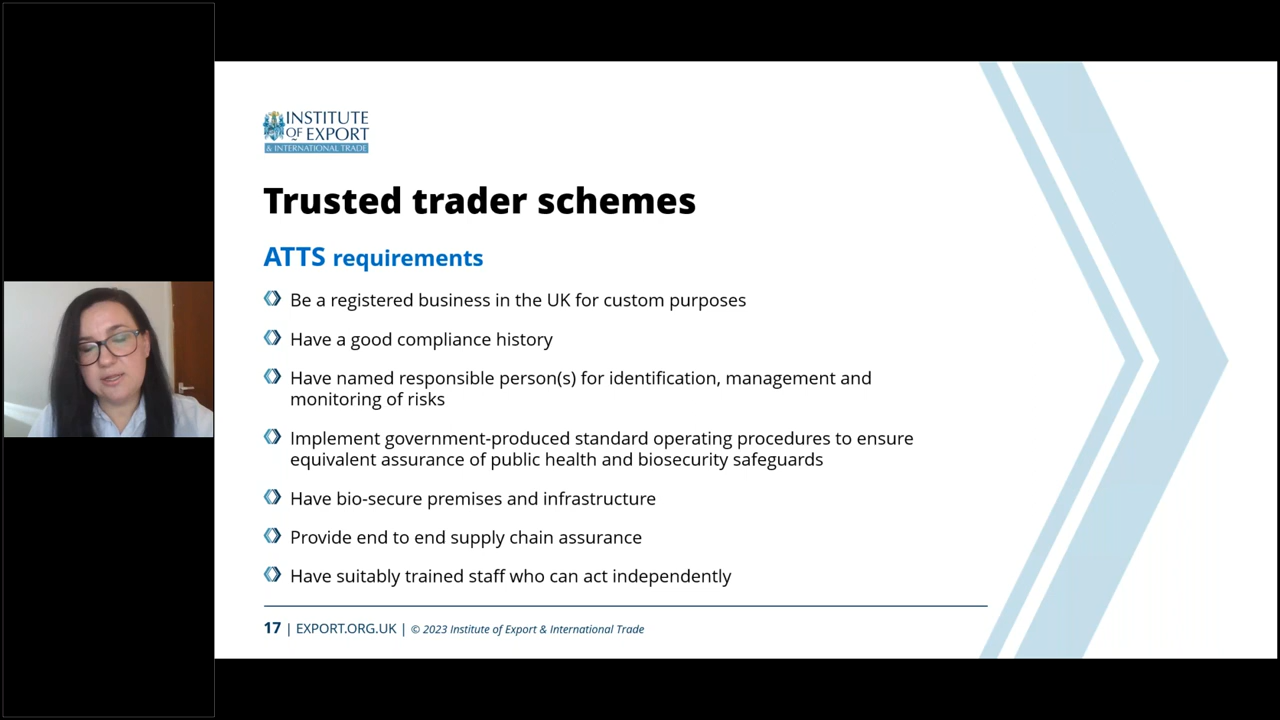 INSTITUTE
OF EXPORT
& INTERNATIONAL TRADE
Trusted trader schemes
ATTS requirements
Be a registered business in the UK for custom purposes
Have a good compliance history
Have named responsible person(s) for identification, management and
monitoring of risks
Implement government-produced standard operating procedures to ensure
equivalent assurance of public health and biosecurity safeguards
Have bio-secure premises and infrastructure
Provide end to end supply chain assurance
Have suitably trained staff who can act independently
17 | EXPORT.ORG.UK | © 2023 Institute of Export & International Trade